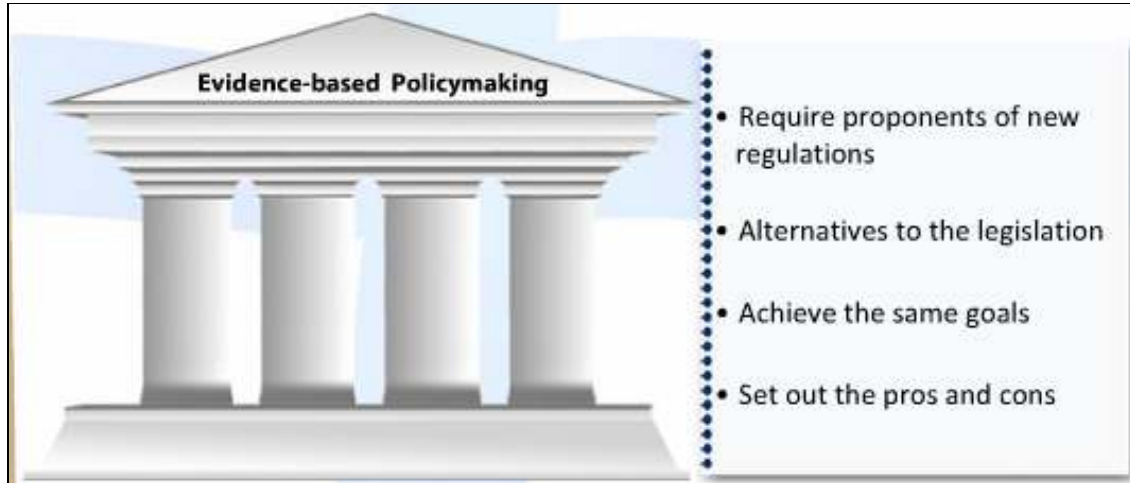 Evidence-based Policymaking
• Require proponents of new
regulations
• Alternatives to the legislation
• Achieve the same goals
• Set out the pros and cons